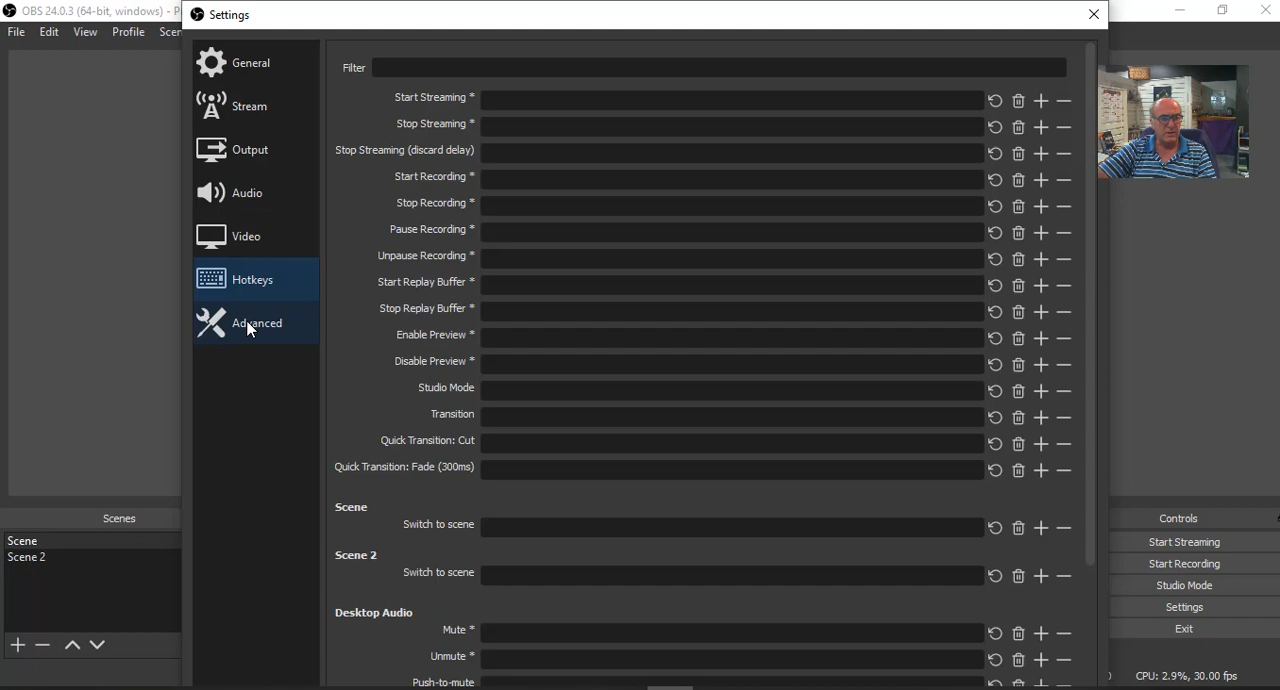 OBS 24.0.3 (64-bit, windows) - P
Settings
File Edit View Profile Scen
General
Stream
Output
Audio
Video
Hotkeys
Advanced
Filter
Start Streaming *
Stop Streaming *
Stop Streaming (discard delay)
Start Recording *
Stop Recording *
Pause Recording *
Unpause Recording *
Start Replay Buffer *
Stop Replay Buffer *
Enable Preview *
Disable Preview *
Studio Mode
Transition
Quick Transition: Cut
Quick Transition: Fade (300ms)
Scene
Switch to scene
Scene 2
Switch to scene
Desktop Audio
Mute *
Unmute *
Push-to-mute
Scenes
Scene
Scene 2
Controls
Start Streaming
Start Recording
Studio Mode
Settings
Exit
CPU: 2.9%, 30.00 fps